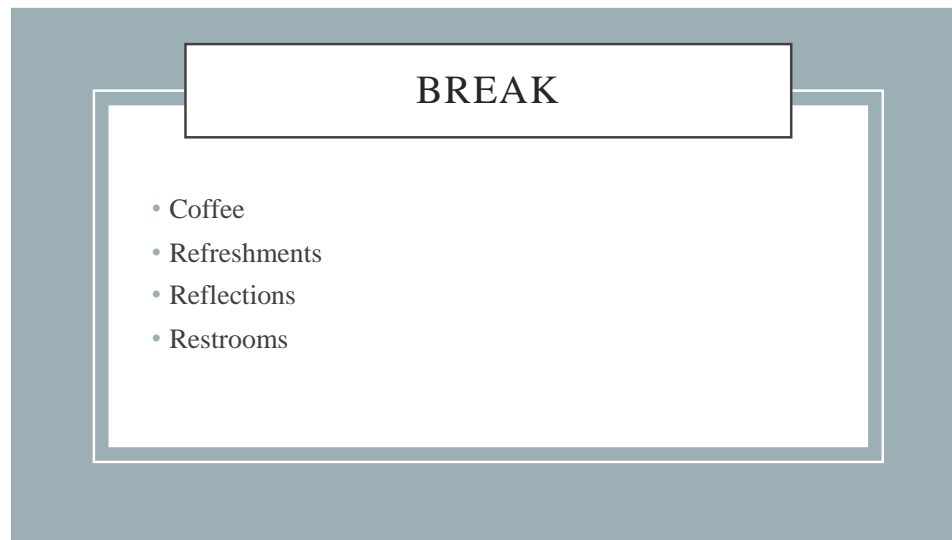 BREAK
• Coffee
• Refreshments
• Reflections
• Restrooms